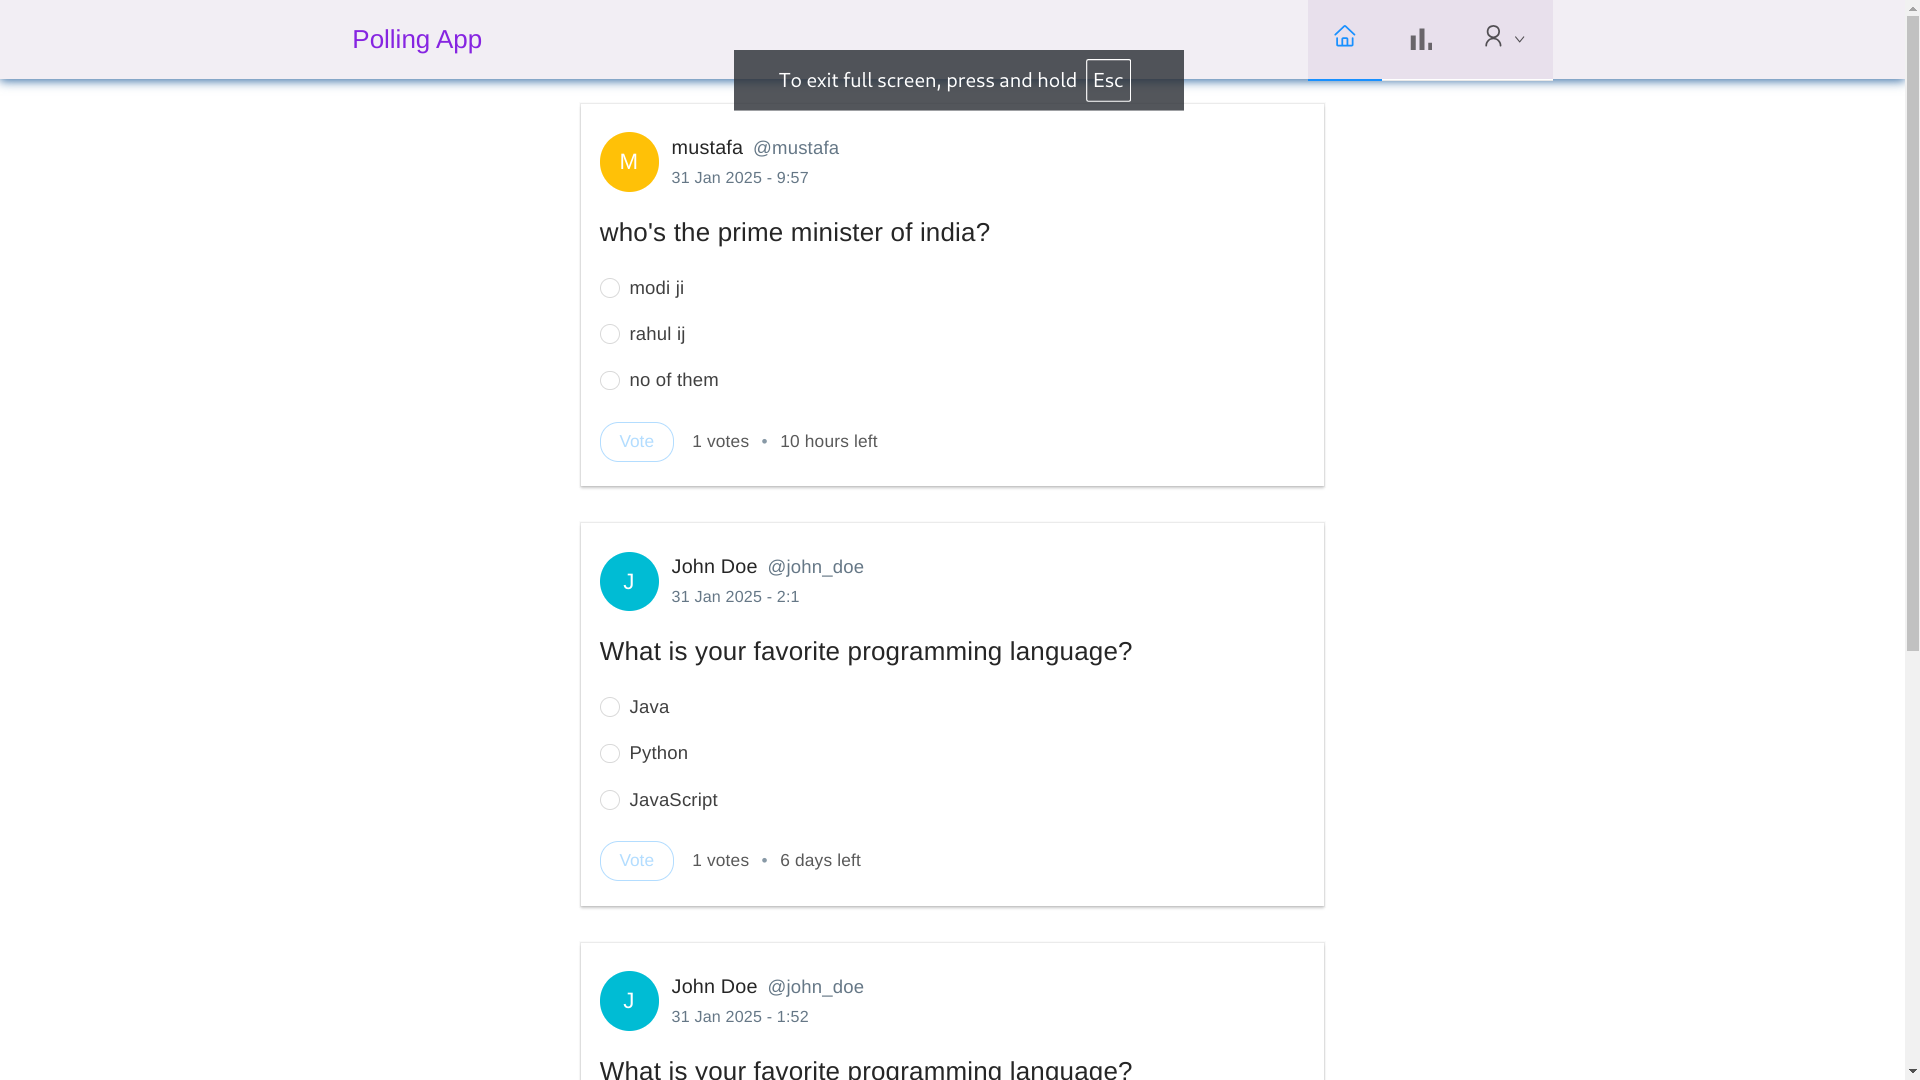 Polling App
To exit full screen, press and hold Esc
M
mustafa @mustafa
31 Jan 2025 - 9:57
who's the prime minister of india?
modi ji
rahul ij
no of them
Vote 1 votes • 10 hours left
J
John Doe @john_doe
31 Jan 2025 - 2:1
What is your favorite programming language?
Java
Python
JavaScript
Vote 1 votes • 6 days left
J
John Doe @john_doe
31 Jan 2025 - 1:52
What is your favorite programming language?